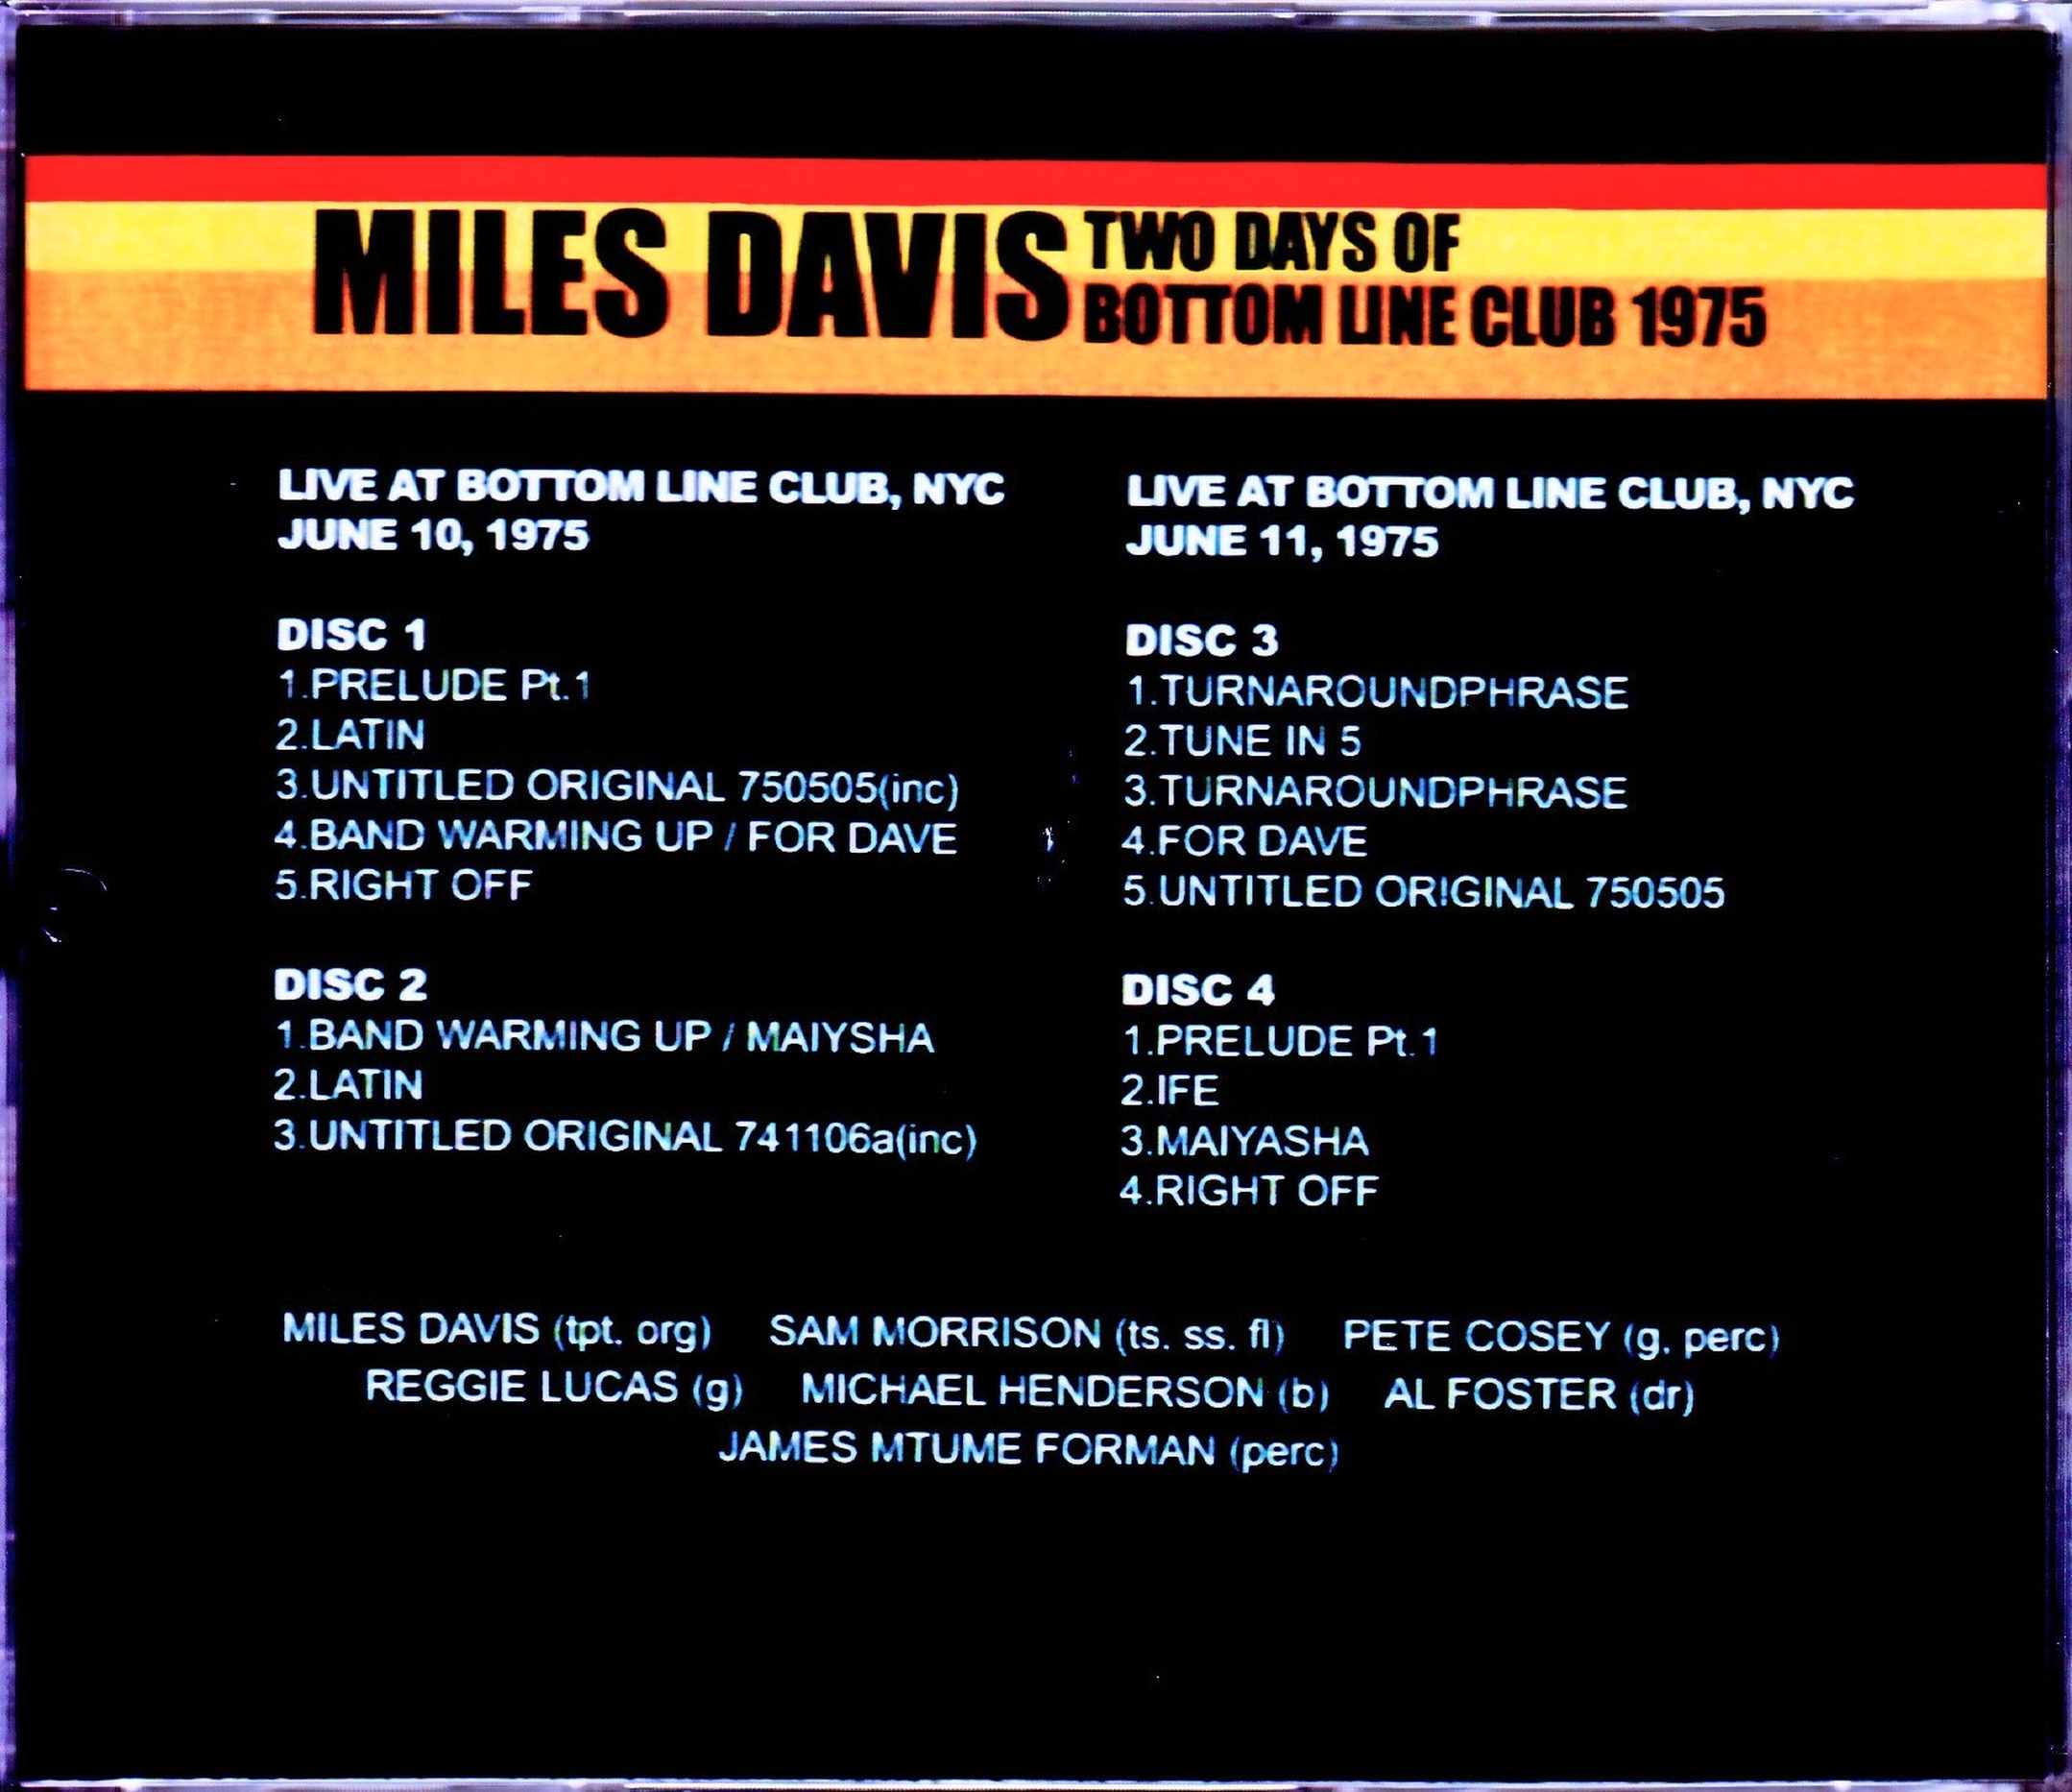 MILES DAVIS TWO DAYS OF
BOTTOM LINE CLUB 1975
LIVE AT BOTTOM LINE CLUB, NYC
JUNE 10, 1975
DISC 1
1.PRELUDE Pt.1
2.LATIN
3.UNTITLED ORIGINAL 750505(inc)
4.BAND WARMING UP / FOR DAVE
5.RIGHT OFF
DISC 2
1.BAND WARMING UP / MAIYSHA
2.LATIN
3.UNTITLED ORIGINAL 741106a(inc)
LIVE AT BOTTOM LINE CLUB, NYC
JUNE 11, 1975
DISC 3
1.TURNAROUNDPHRASE
2.TUNE IN 5
3.TURNAROUNDPHRASE
4.FOR DAVE
5.UNTITLED ORIGINAL 750505
DISC 4
1.PRELUDE Pt.1
2.IFE
3.MAIYASHA
4.RIGHT OFF
MILES DAVIS (tpt. org) SAM MORRISON (ts. ss. fl) PETE COSEY (g. perc)
REGGIE LUCAS (g) MICHAEL HENDERSON (b) AL FOSTER (dr)
JAMES MTUME FORMAN (perc)